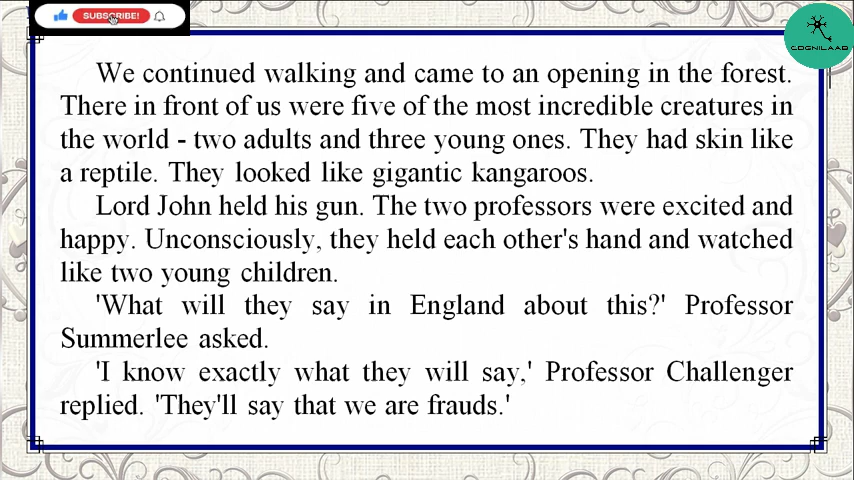 SUBSCRIBE!
COGNILAAB
We continued walking and came to an opening in the forest.
There in front of us were five of the most incredible creatures in
the world - two adults and three young ones. They had skin like
a reptile. They looked like gigantic kangaroos.
Lord John held his gun. The two professors were excited and
happy. Unconsciously, they held each other's hand and watched
like two young children.
'What will they say in England about this?' Professor
Summerlee asked.
'I know exactly what they will say,' Professor Challenger
replied. 'They'll say that we are frauds.'